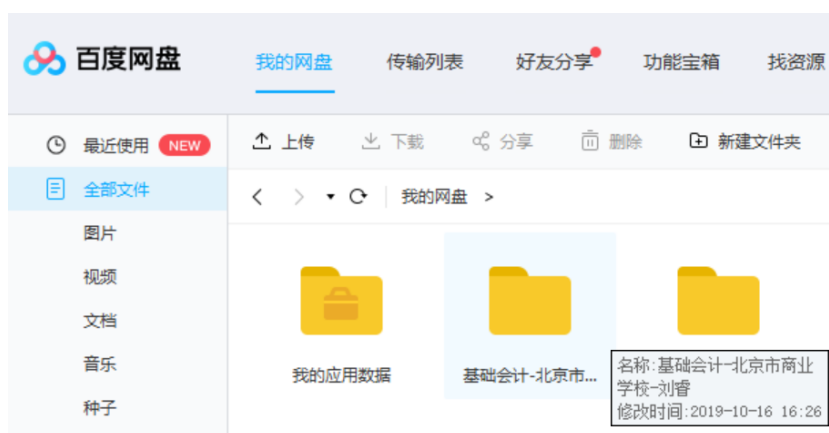 百度网盘
我的网盘 传输列表 好友分享 功能宝箱 找资源
最近使用 NEW
上传 下载 分享 删除 新建文件夹
全部文件
我的网盘 >
图片
视频
文档
音乐
种子
我的应用数据
基础会计-北京市...
名称:基础会计-北京市商业
学校-刘睿
修改时间:2019-10-16 16:26